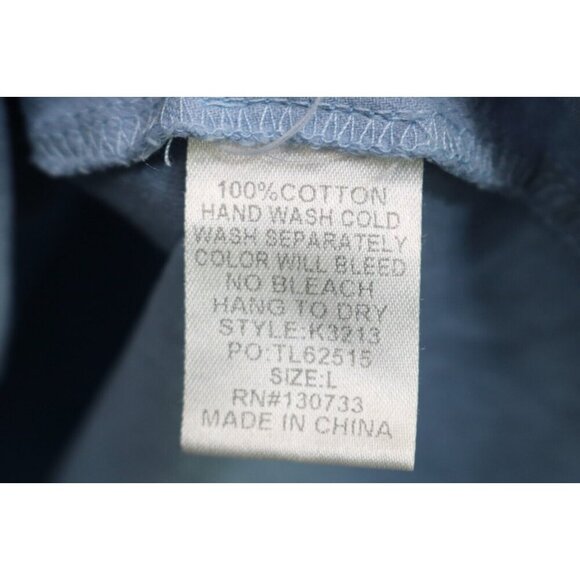 100%COTTON
HAND WASH COLD
WASH SEPARATELY
COLOR WILL BLEED
NO BLEACH
HANG TO DRY
STYLE:K3213
PO:TL62515
SIZE:L
RN#130733
MADE IN CHINA